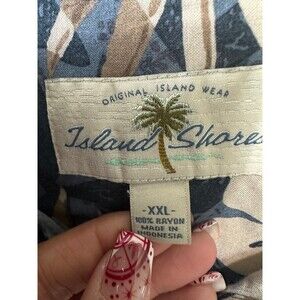 ORIGINAL ISLAND WEAR
Island Shores
-XXL-
100% RAYON
MADE IN
INDONESIA